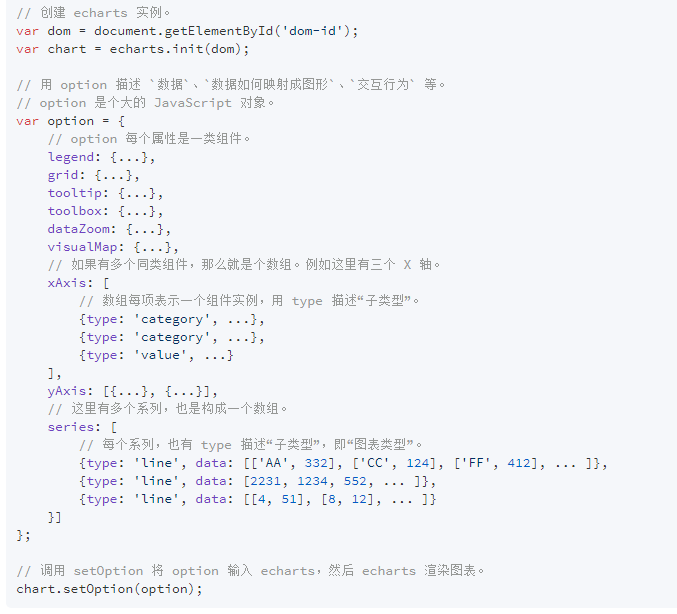 // 创建 echarts 实例。
var dom = document.getElementById('dom-id');
var chart = echarts.init(dom);

// 用 option 描述 `数据`、`数据如何映射成图形`、`交互行为` 等。
// option 是个大的 JavaScript 对象。
var option = {
    // option 每个属性是一类组件。
    legend: {...},
    grid: {...},
    tooltip: {...},
    toolbox: {...},
    dataZoom: {...},
    visualMap: {...},
    // 如果有多个同类组件，那么就是个数组。例如这里有三个 X 轴。
    xAxis: [
        // 数组每项表示一个组件实例，用 type 描述“子类型”。
        {type: 'category', ...},
        {type: 'category', ...},
        {type: 'value', ...}
    ],
    yAxis: [{...}, {...}],
    // 这里有多个系列，也是构成一个数组。
    series: [
        // 每个系列，也有 type 描述“子类型”，即“图表类型”。
        {type: 'line', data: [['AA', 332], ['CC', 124], ['FF', 412], ... ]},
        {type: 'line', data: [2231, 1234, 552, ... ]},
        {type: 'line', data: [[4, 51], [8, 12], ... ]}
    }]
};

// 调用 setOption 将 option 输入 echarts，然后 echarts 渲染图表。
chart.setOption(option);